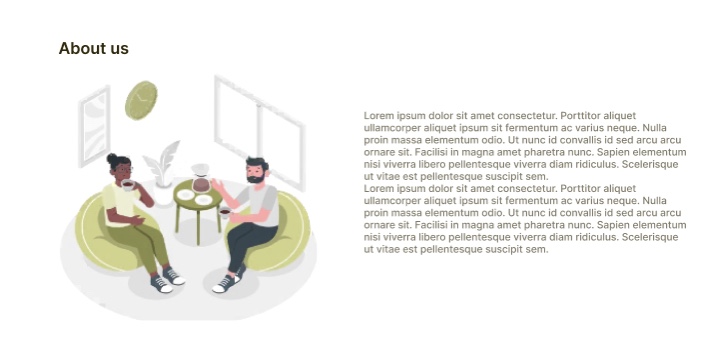 About us
Lorem ipsum dolor sit amet consectetur. Porttitor aliquet
ullamcorper aliquet ipsum sit fermentum ac varius neque. Nulla
proin massa elementum odio. Ut nunc id convallis id sed arcu arcu
ornare sit. Facilisi in magna amet pharetra nunc. Sapien elementum
nisi viverra libero pellentesque viverra diam ridiculus. Scelerisque
ut vitae est pellentesque suscipit sem.
Lorem ipsum dolor sit amet consectetur. Porttitor aliquet
ullamcorper aliquet ipsum sit fermentum ac varius neque. Nulla
proin massa elementum odio. Ut nunc id convallis id sed arcu arcu
ornare sit. Facilisi in magna amet pharetra nunc. Sapien elementum
nisi viverra libero pellentesque viverra diam ridiculus. Scelerisque
ut vitae est pellentesque suscipit sem.